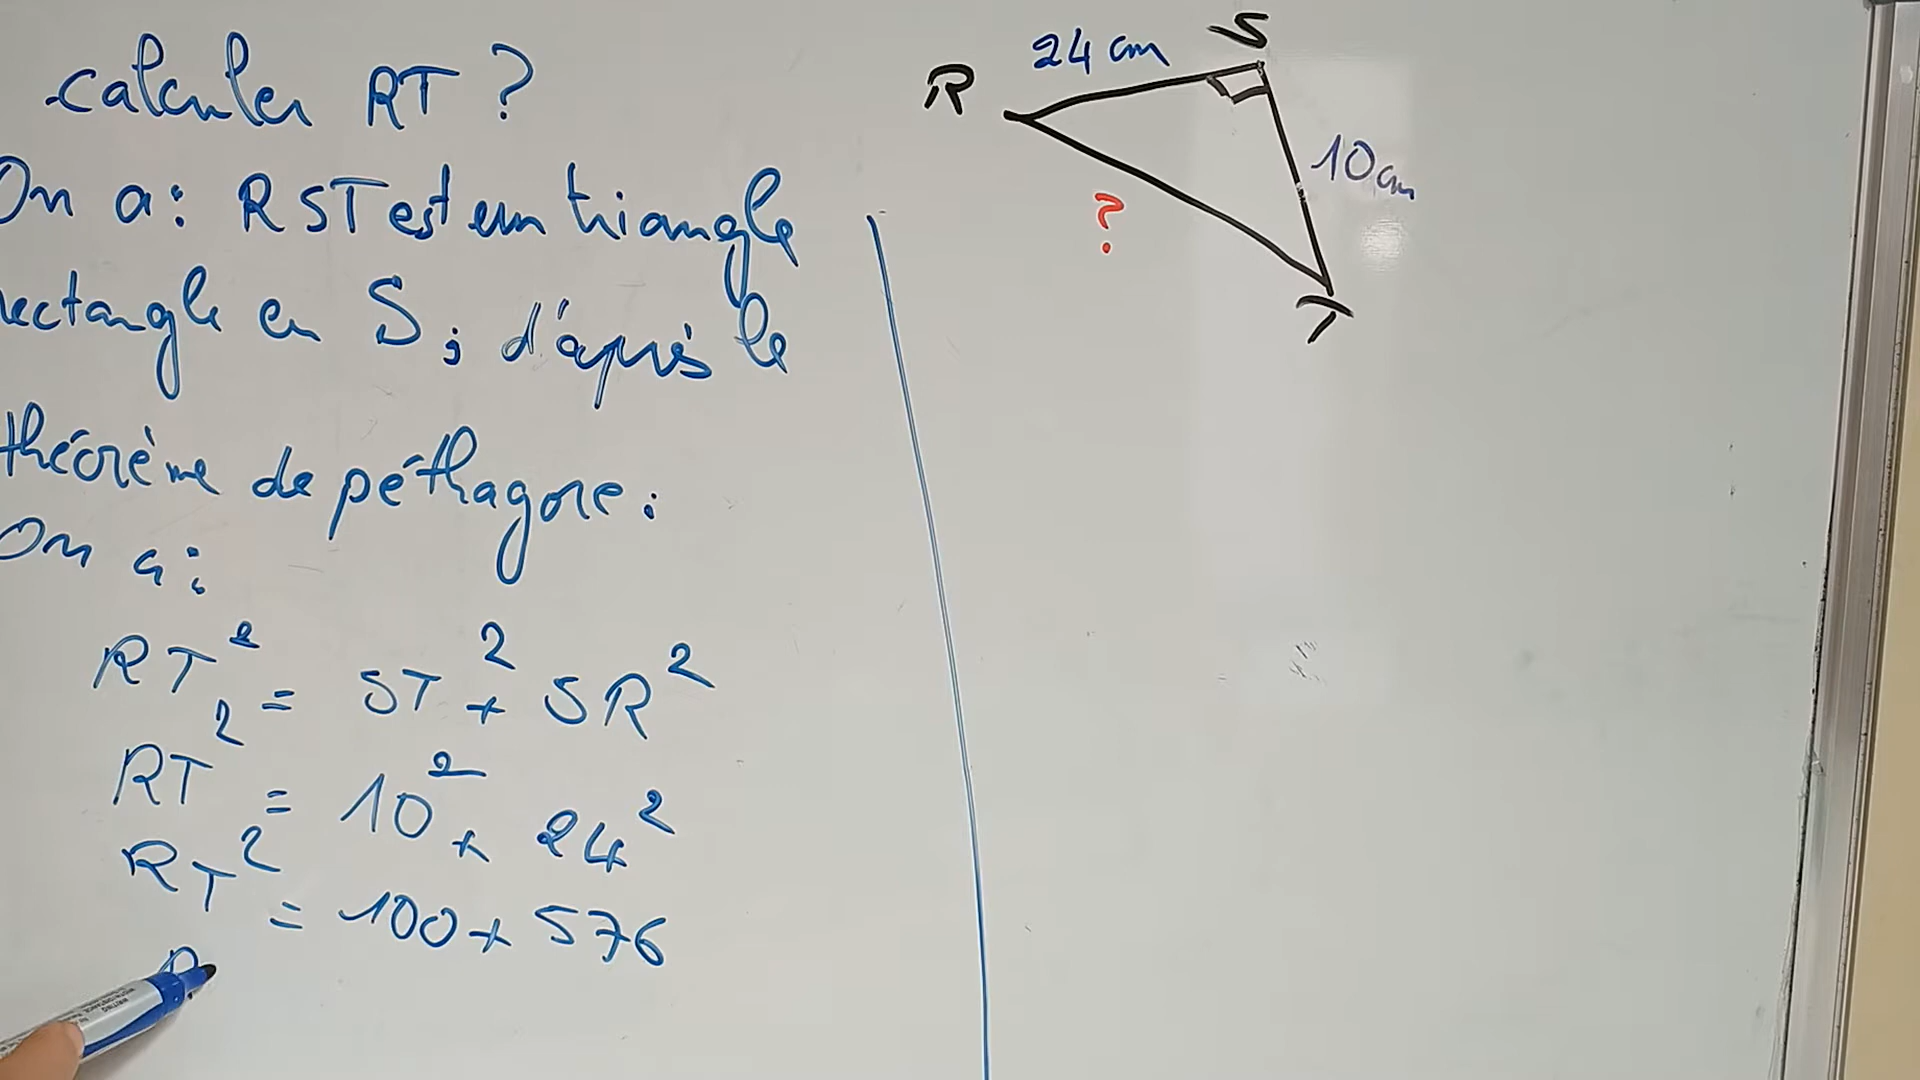 calculer RT ?
On a : RST est un triangle
rectangle en S ; d'après le
théorème de péthagore :
On a :
RT² = ST² + SR²
RT² = 10² + 24²
RT² = 100 + 576
R
S
24 cm
R
10 cm
?
T